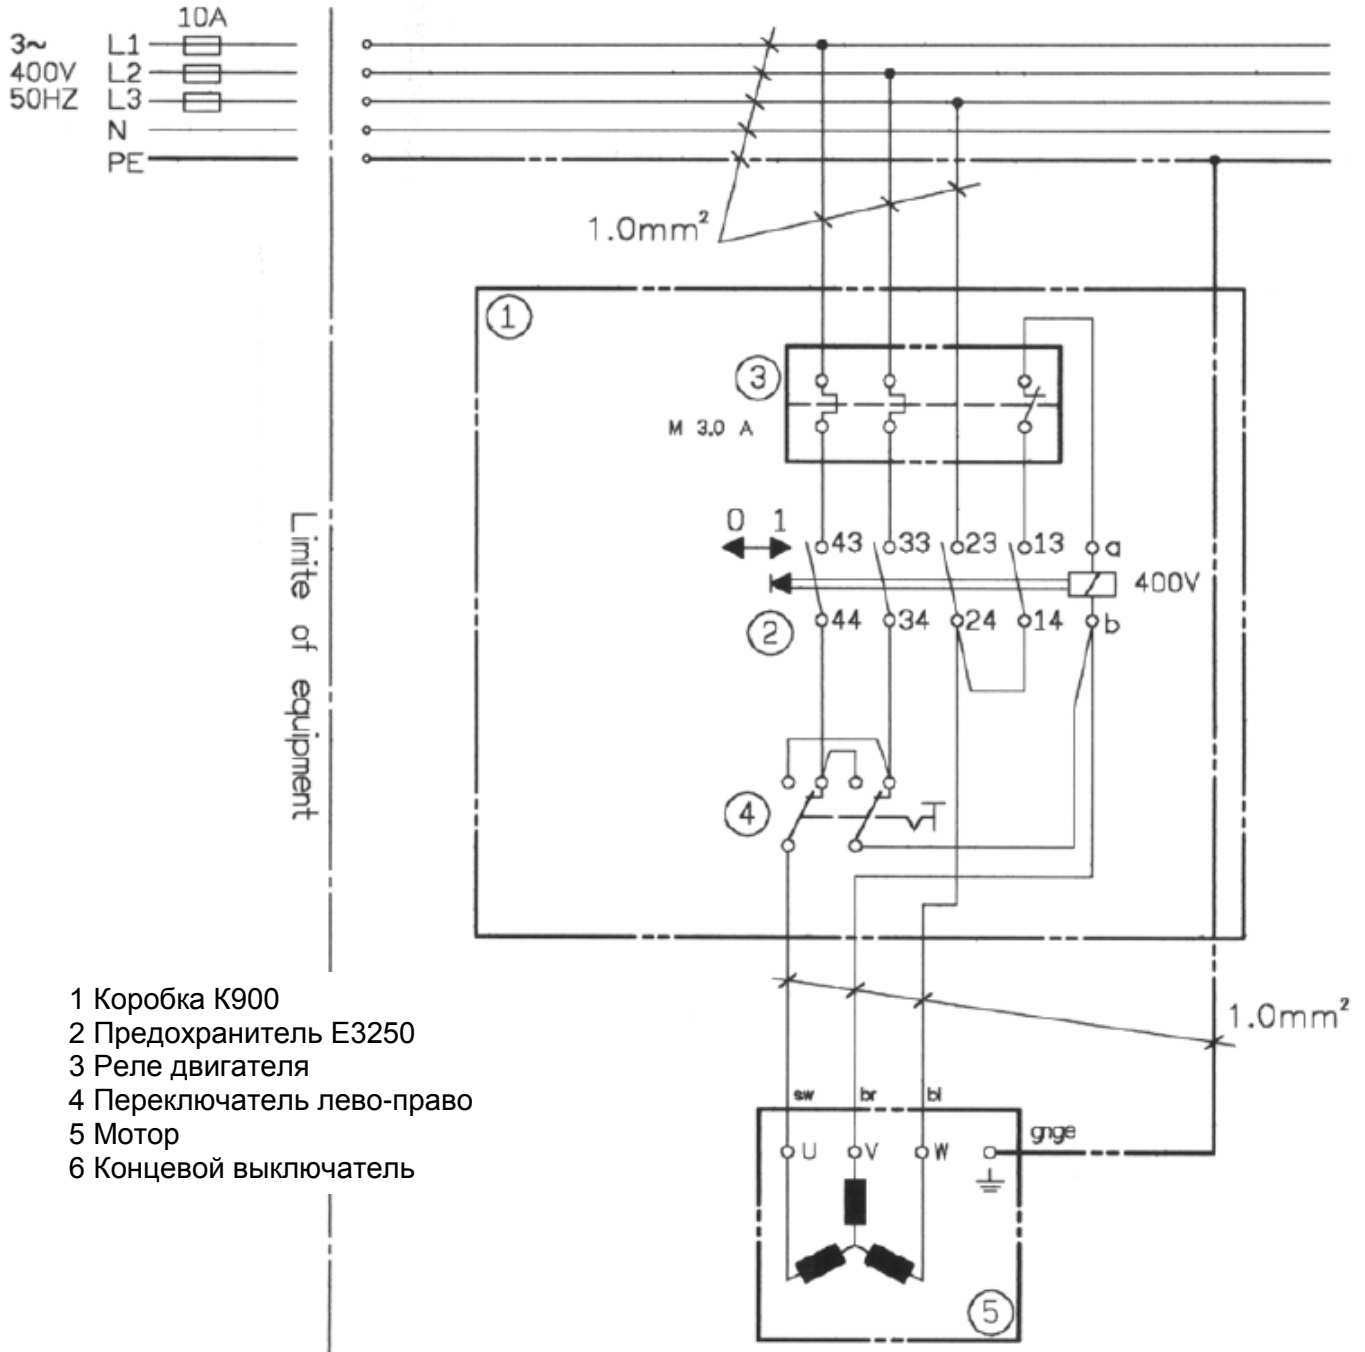 10A
3~ L1
400V L2
50HZ L3
N
PE
1.0mm²
1
3
M 3.0 A
0 1
43 33 23 13 a
400V
2
44 34 24 14 b
Limite of equipment
4
1 Коробка К900
2 Предохранитель Е3250
3 Реле двигателя
4 Переключатель лево-право
5 Мотор
6 Концевой выключатель
1.0mm²
sw br bl
gnge
U V W
5